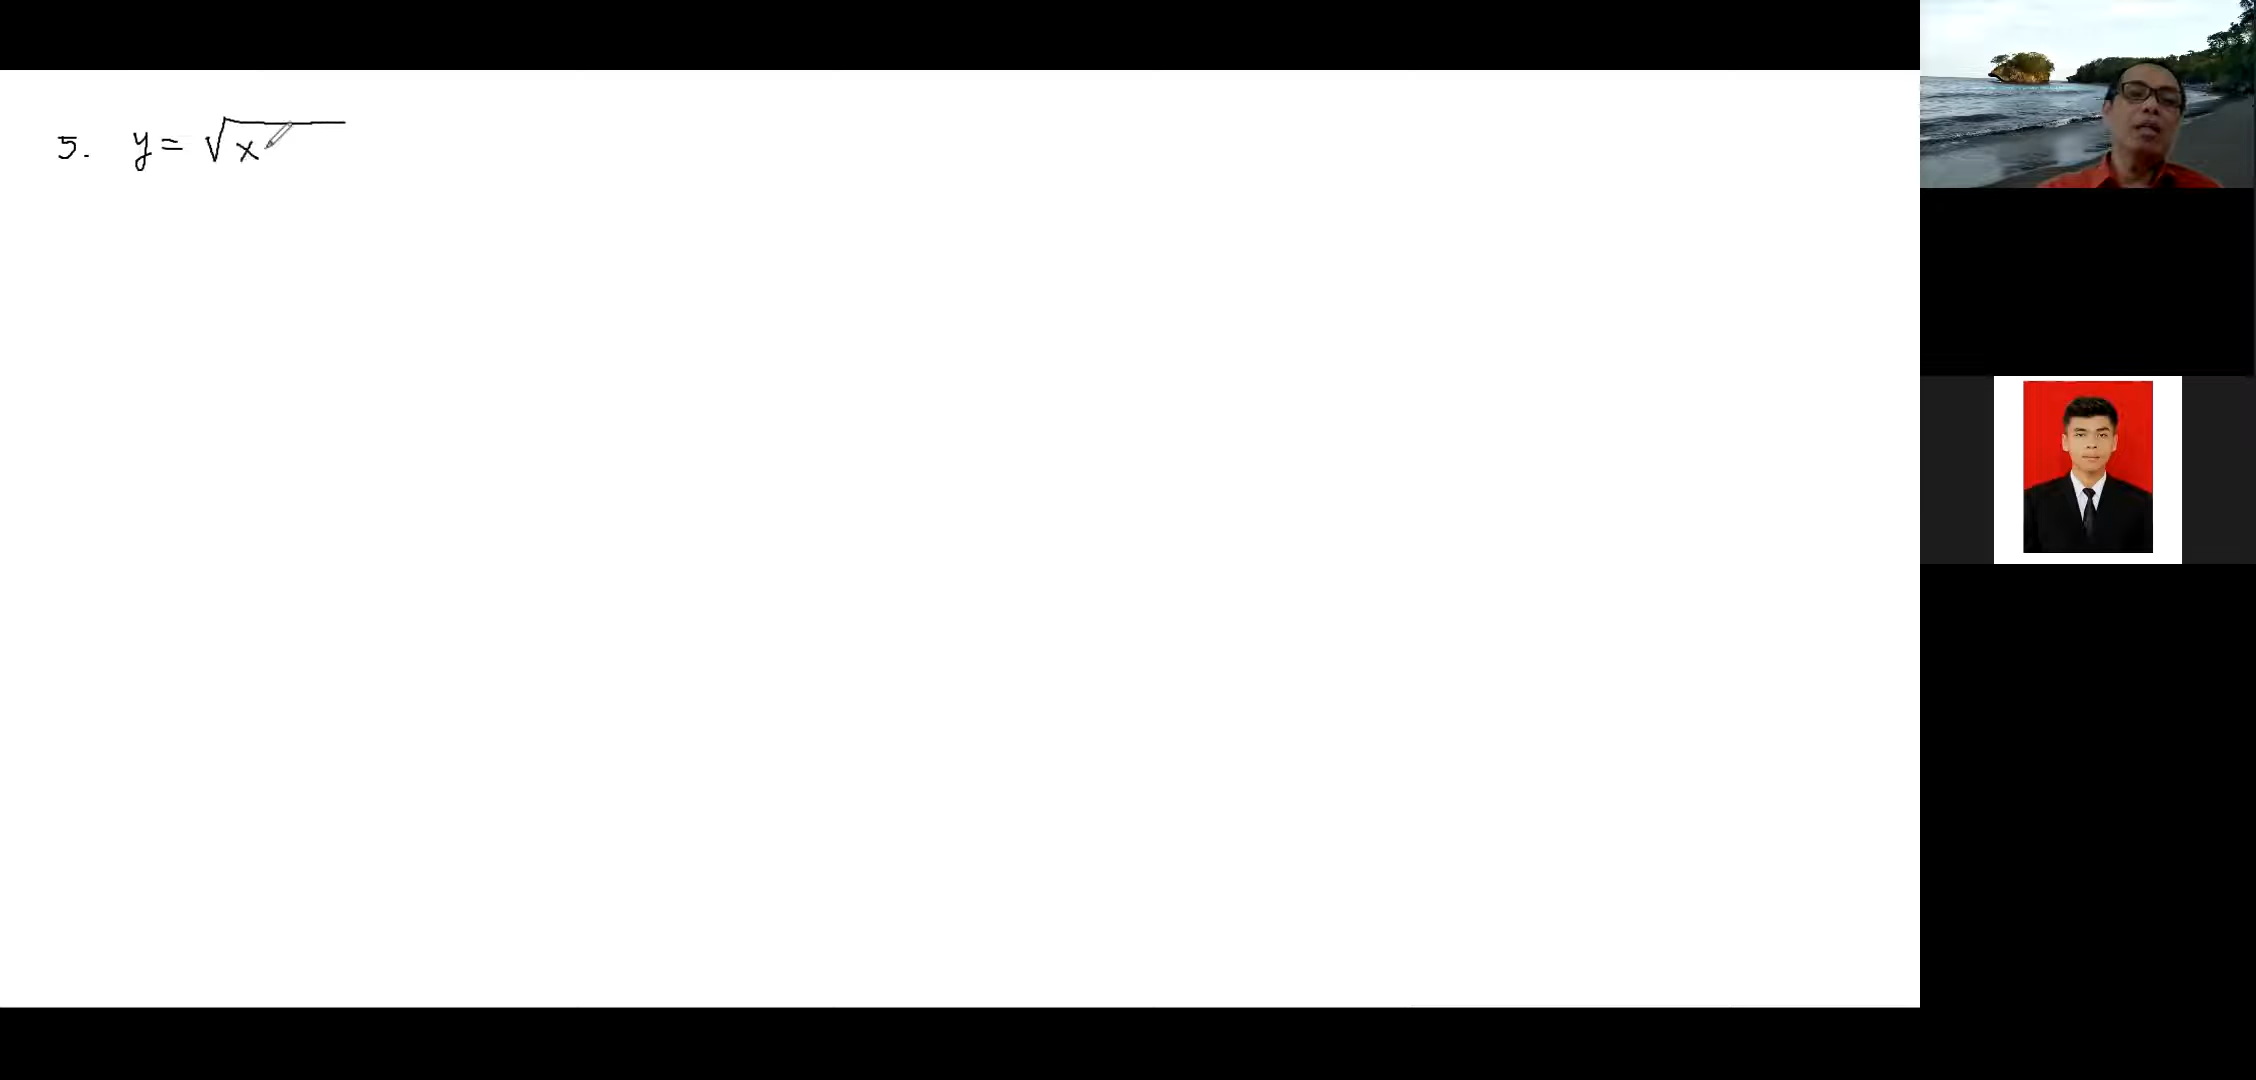 5. y = √x